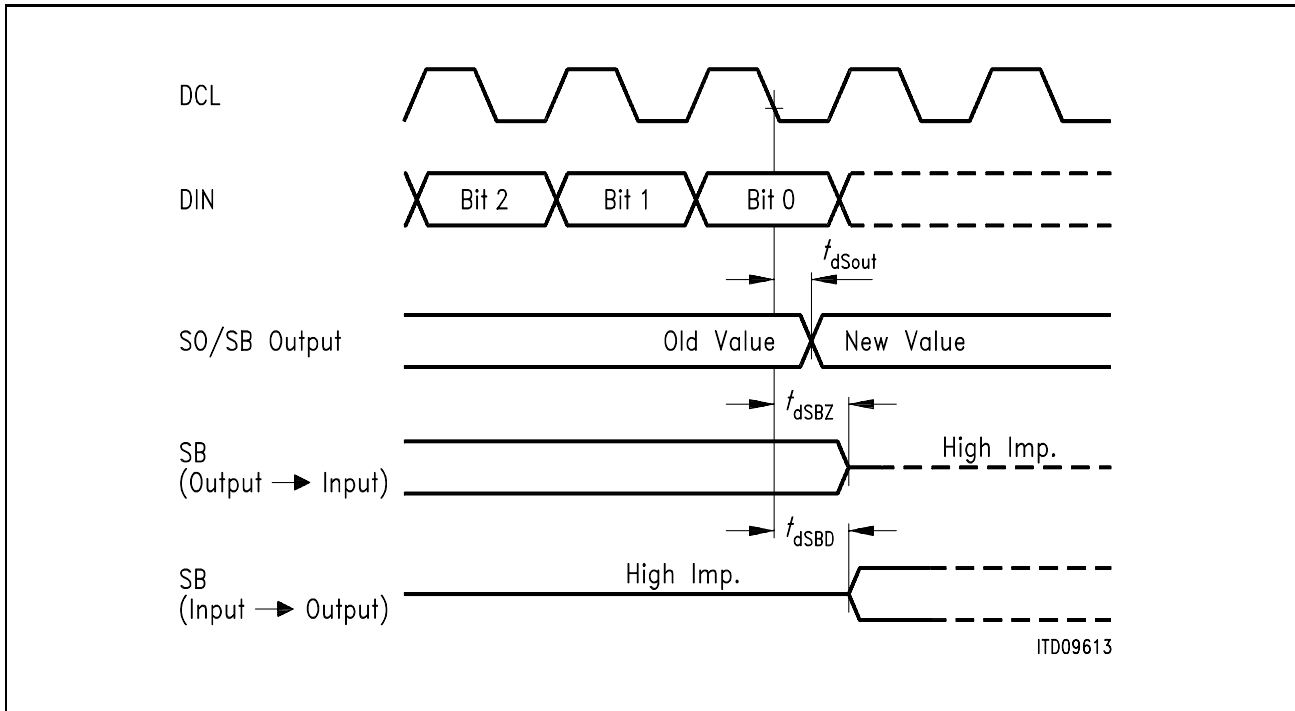 DCL
DIN
Bit 2 Bit 1 Bit 0
tdSout
SO/SB Output
Old Value New Value
tdSBZ
SB
(Output → Input)
High Imp.
tdSBD
SB
(Input → Output)
High Imp.
ITD09613